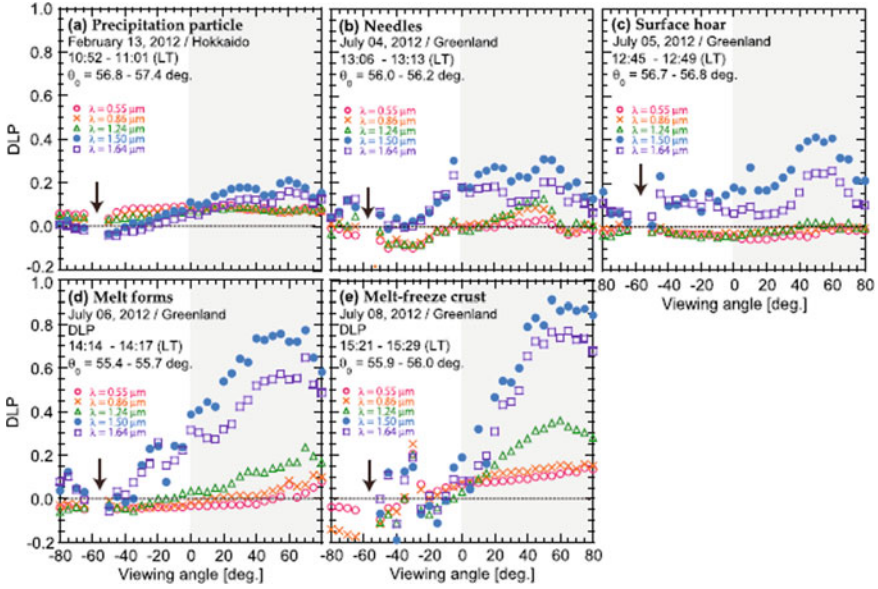 (a) Precipitation particle
February 13, 2012 / Hokkaido
10:52 - 11:01 (LT)
θ0 = 56.8 - 57.4 deg.
λ = 0.55 μm
λ = 0.86 μm
λ = 1.24 μm
λ = 1.50 μm
λ = 1.64 μm
(b) Needles
July 04, 2012 / Greenland
13:06 - 13:13 (LT)
θ0 = 56.0 - 56.2 deg.
λ = 0.55 μm
λ = 0.86 μm
λ = 1.24 μm
λ = 1.50 μm
λ = 1.64 μm
(c) Surface hoar
July 05, 2012 / Greenland
12:45 - 12:49 (LT)
θ0 = 56.7 - 56.8 deg.
λ = 0.55 μm
λ = 0.86 μm
λ = 1.24 μm
λ = 1.50 μm
λ = 1.64 μm
1.0
0.8
0.6
0.4
0.2
0.0
-0.2
DLP
-80 -60 -40 -20 0 20 40 60 80
Viewing angle [deg.]
(d) Melt forms
July 06, 2012 / Greenland
DLP
14:14 - 14:17 (LT)
θ0 = 55.4 - 55.7 deg.
λ = 0.55 μm
λ = 0.86 μm
λ = 1.24 μm
λ = 1.50 μm
λ = 1.64 μm
(e) Melt-freeze crust
July 08, 2012 / Greenland
DLP
15:21 - 15:29 (LT)
θ0 = 55.9 - 56.0 deg.
λ = 0.55 μm
λ = 0.86 μm
λ = 1.24 μm
λ = 1.50 μm
λ = 1.64 μm
0.8
0.6
0.4
0.2
0.0
-0.2
DLP
-80 -60 -40 -20 0 20 40 60
-80 -60 -40 -20 0 20 40 60 80
Viewing angle [deg.]
Viewing angle [deg.]